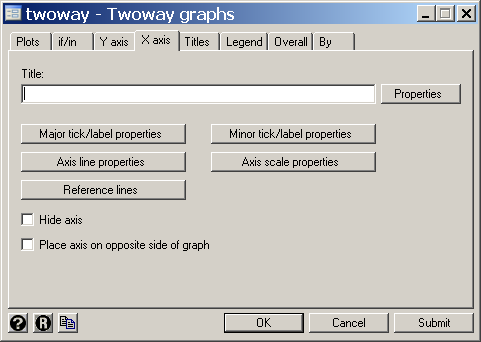 twoway - Twoway graphs
Plots if/in Y axis X axis Titles Legend Overall By
Title:
Properties
Major tick/label properties Minor tick/label properties
Axis line properties Axis scale properties
Reference lines
Hide axis
Place axis on opposite side of graph
? R OK Cancel Submit